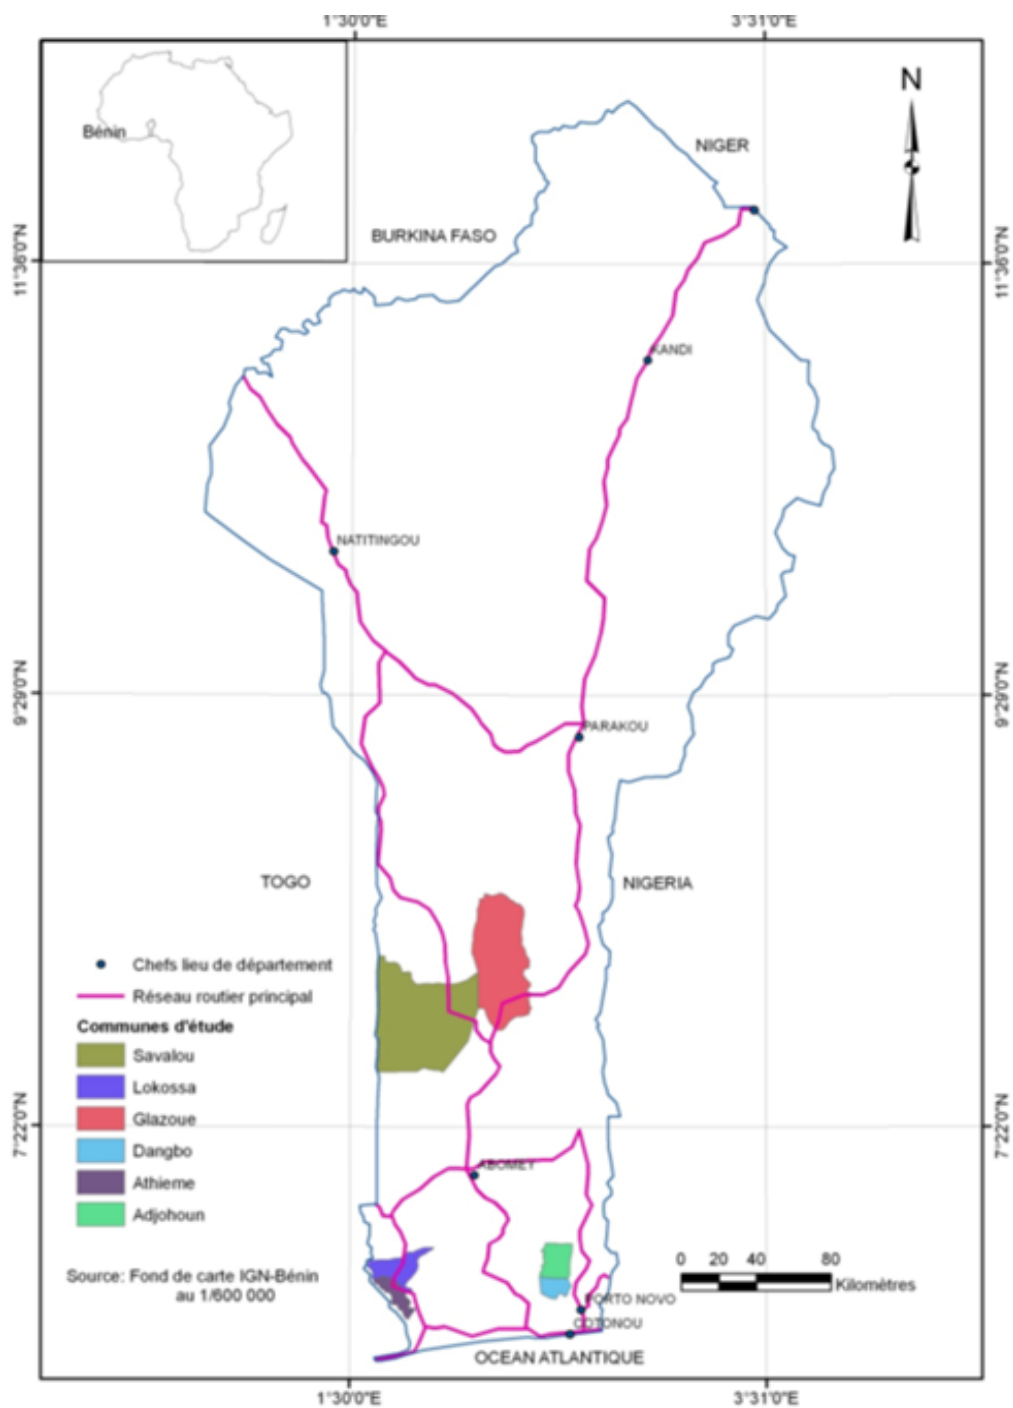 1°30'0"E
3°31'0"E
Bénin
N
NIGER
BURKINA FASO
11°36'0"N
11°36'0"N
KANDI
NATITINGOU
9°29'0"N
9°29'0"N
PARAKOU
TOGO
NIGERIA
Chefs lieu de département
Réseau routier principal
Communes d'étude
Savalou
Lokossa
Glazoue
Dangbo
Athieme
Adjohoun
7°22'0"N
7°22'0"N
ABOMEY
Source: Fond de carte IGN-Bénin
au 1/600 000
0 20 40 80
Kilomètres
PORTO NOVO
COTONOU
OCEAN ATLANTIQUE
1°30'0"E
3°31'0"E